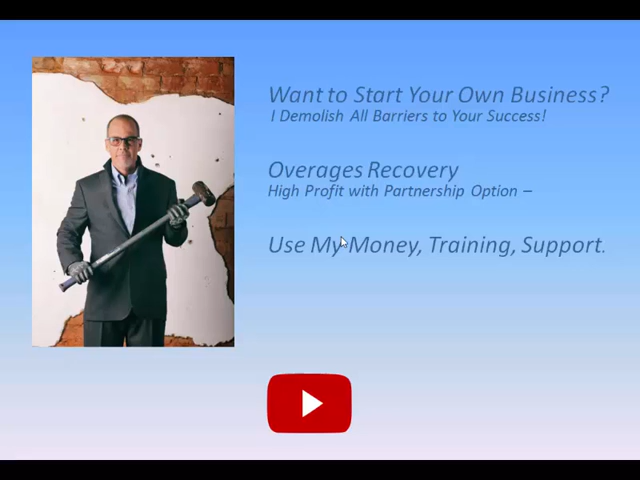 Want to Start Your Own Business?
I Demolish All Barriers to Your Success!
Overages Recovery
High Profit with Partnership Option –
Use My Money, Training, Support.